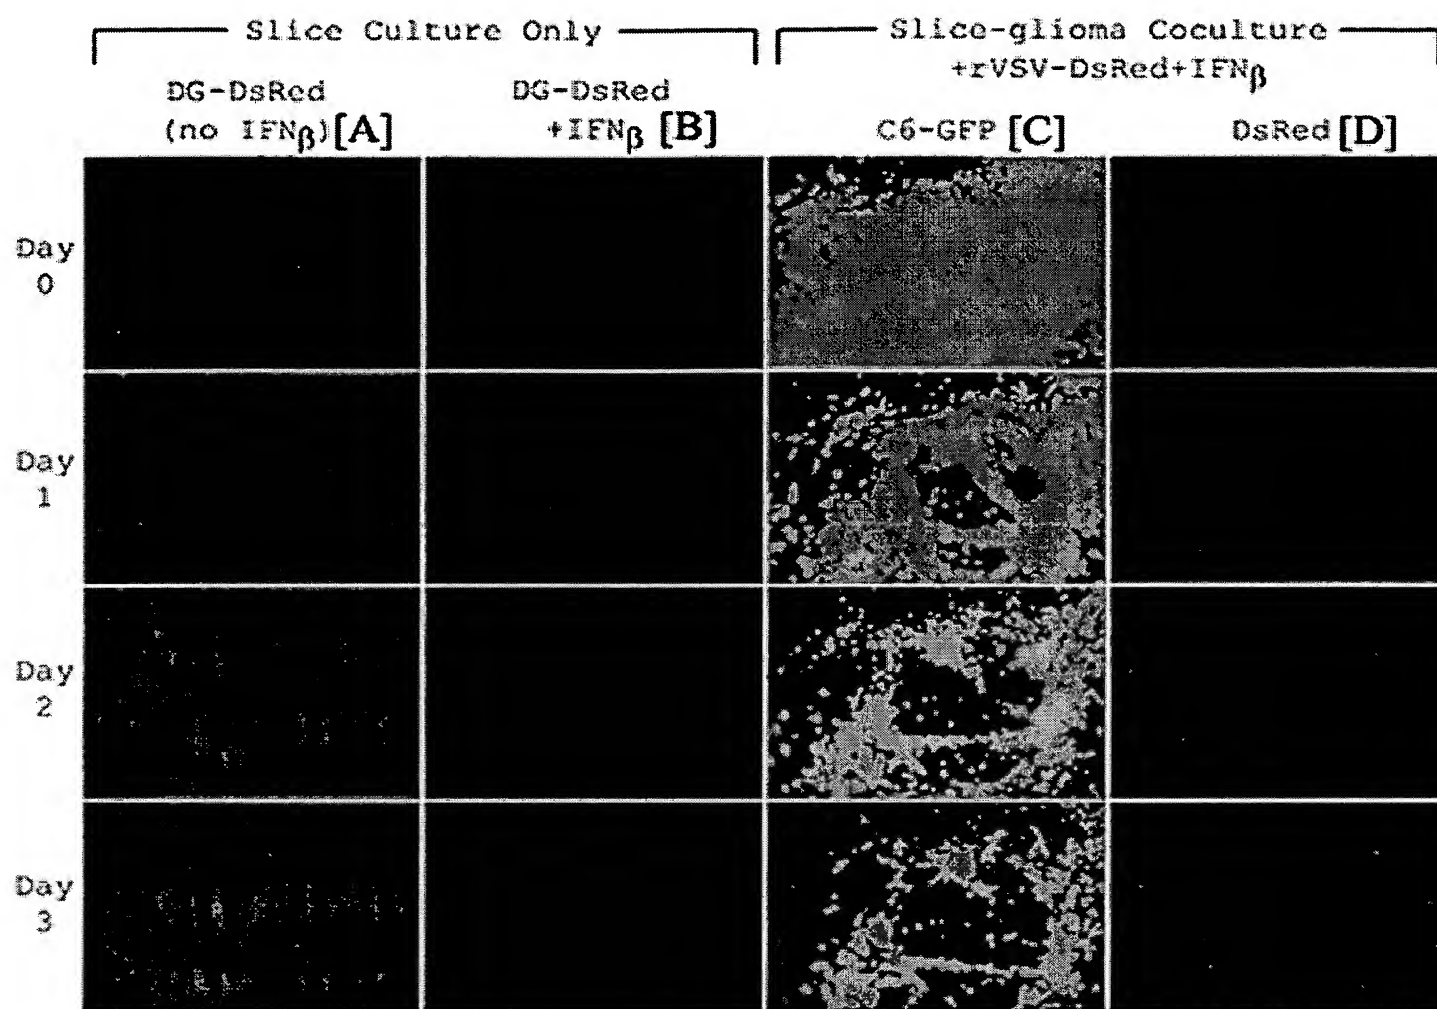 Slice Culture Only
Slice-glioma Coculture
+rVSV-DsRed+IFNβ
DG-DsRed
(no IFNβ) [A]
DG-DsRed
+IFNβ [B]
C6-GFP [C]
DsRed [D]
Day
0
Day
1
Day
2
Day
3